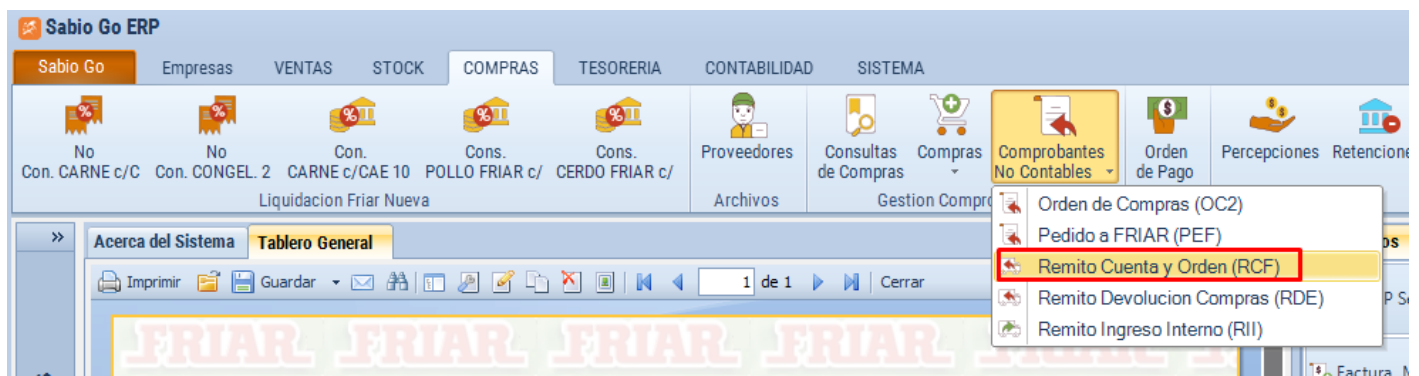 Sabio Go ERP
Sabio Go Empresas VENTAS STOCK COMPRAS TESORERIA CONTABILIDAD SISTEMA
No No Con. Cons. Cons. Proveedores Consultas Compras Comprobantes Orden Percepciones Retencione
Con. CARNE c/C Con. CONGEL. 2 CARNE c/CAE 10 POLLO FRIAR c/ CERDO FRIAR c/ de Compras No Contables de Pago
Liquidacion Friar Nueva Archivos Gestion Compro
Orden de Compras (OC2)
Pedido a FRIAR (PEF)
Remito Cuenta y Orden (RCF)
Remito Devolucion Compras (RDE)
Remito Ingreso Interno (RII)
» Acerca del Sistema Tablero General os
Imprimir Guardar 1 de 1 Cerrar
FRIAR FRIAR FRIAR FRIAR
Factura